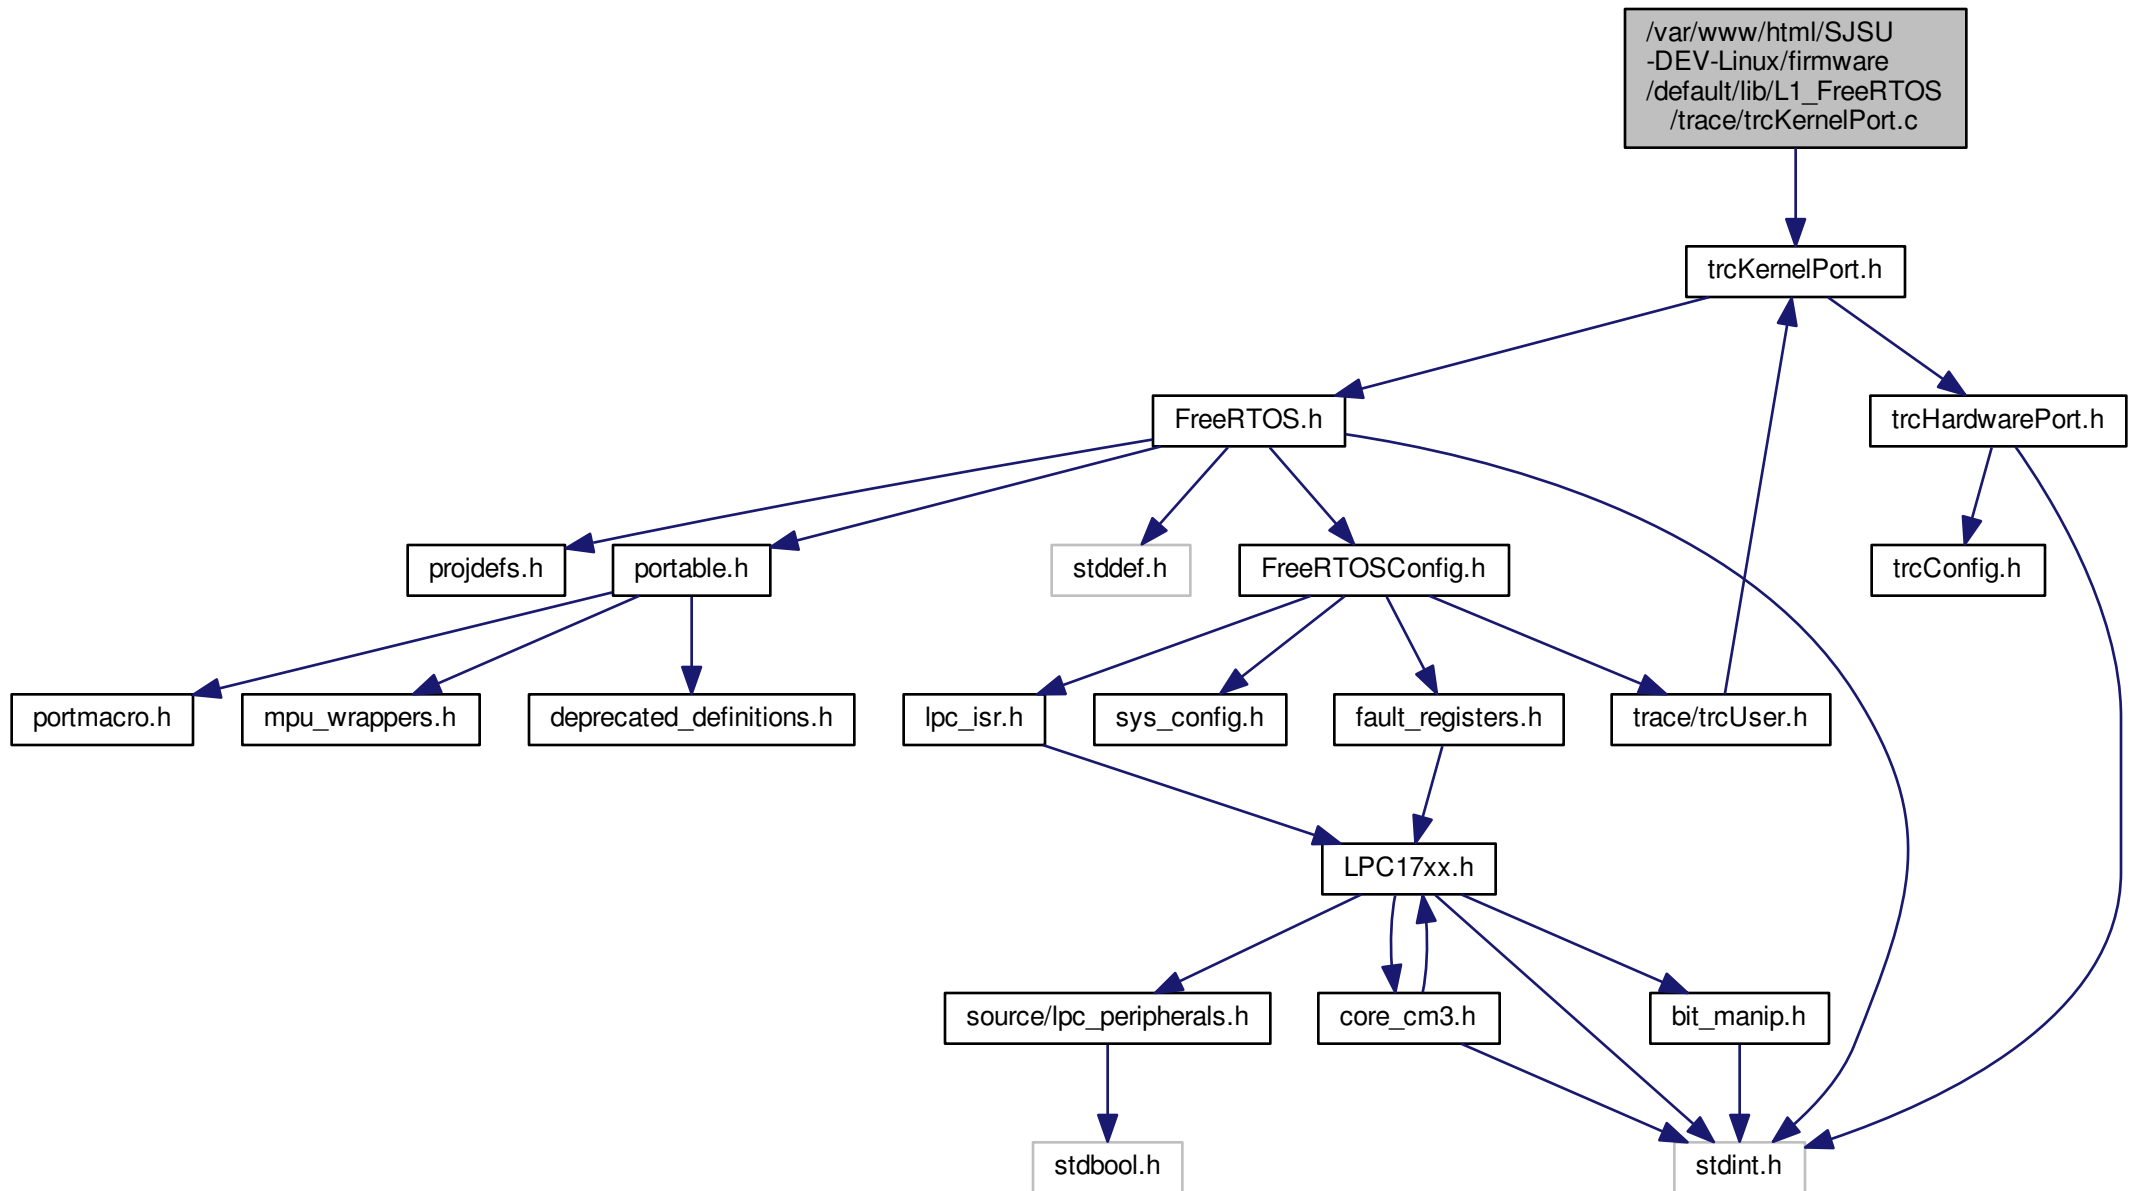 /var/www/html/SJSU
-DEV-Linux/firmware
/default/lib/L1_FreeRTOS
/trace/trcKernelPort.c
trcKernelPort.h
FreeRTOS.h
trcHardwarePort.h
projdefs.h
portable.h
stddef.h
FreeRTOSConfig.h
trcConfig.h
portmacro.h
mpu_wrappers.h
deprecated_definitions.h
lpc_isr.h
sys_config.h
fault_registers.h
trace/trcUser.h
LPC17xx.h
source/lpc_peripherals.h
core_cm3.h
bit_manip.h
stdbool.h
stdint.h